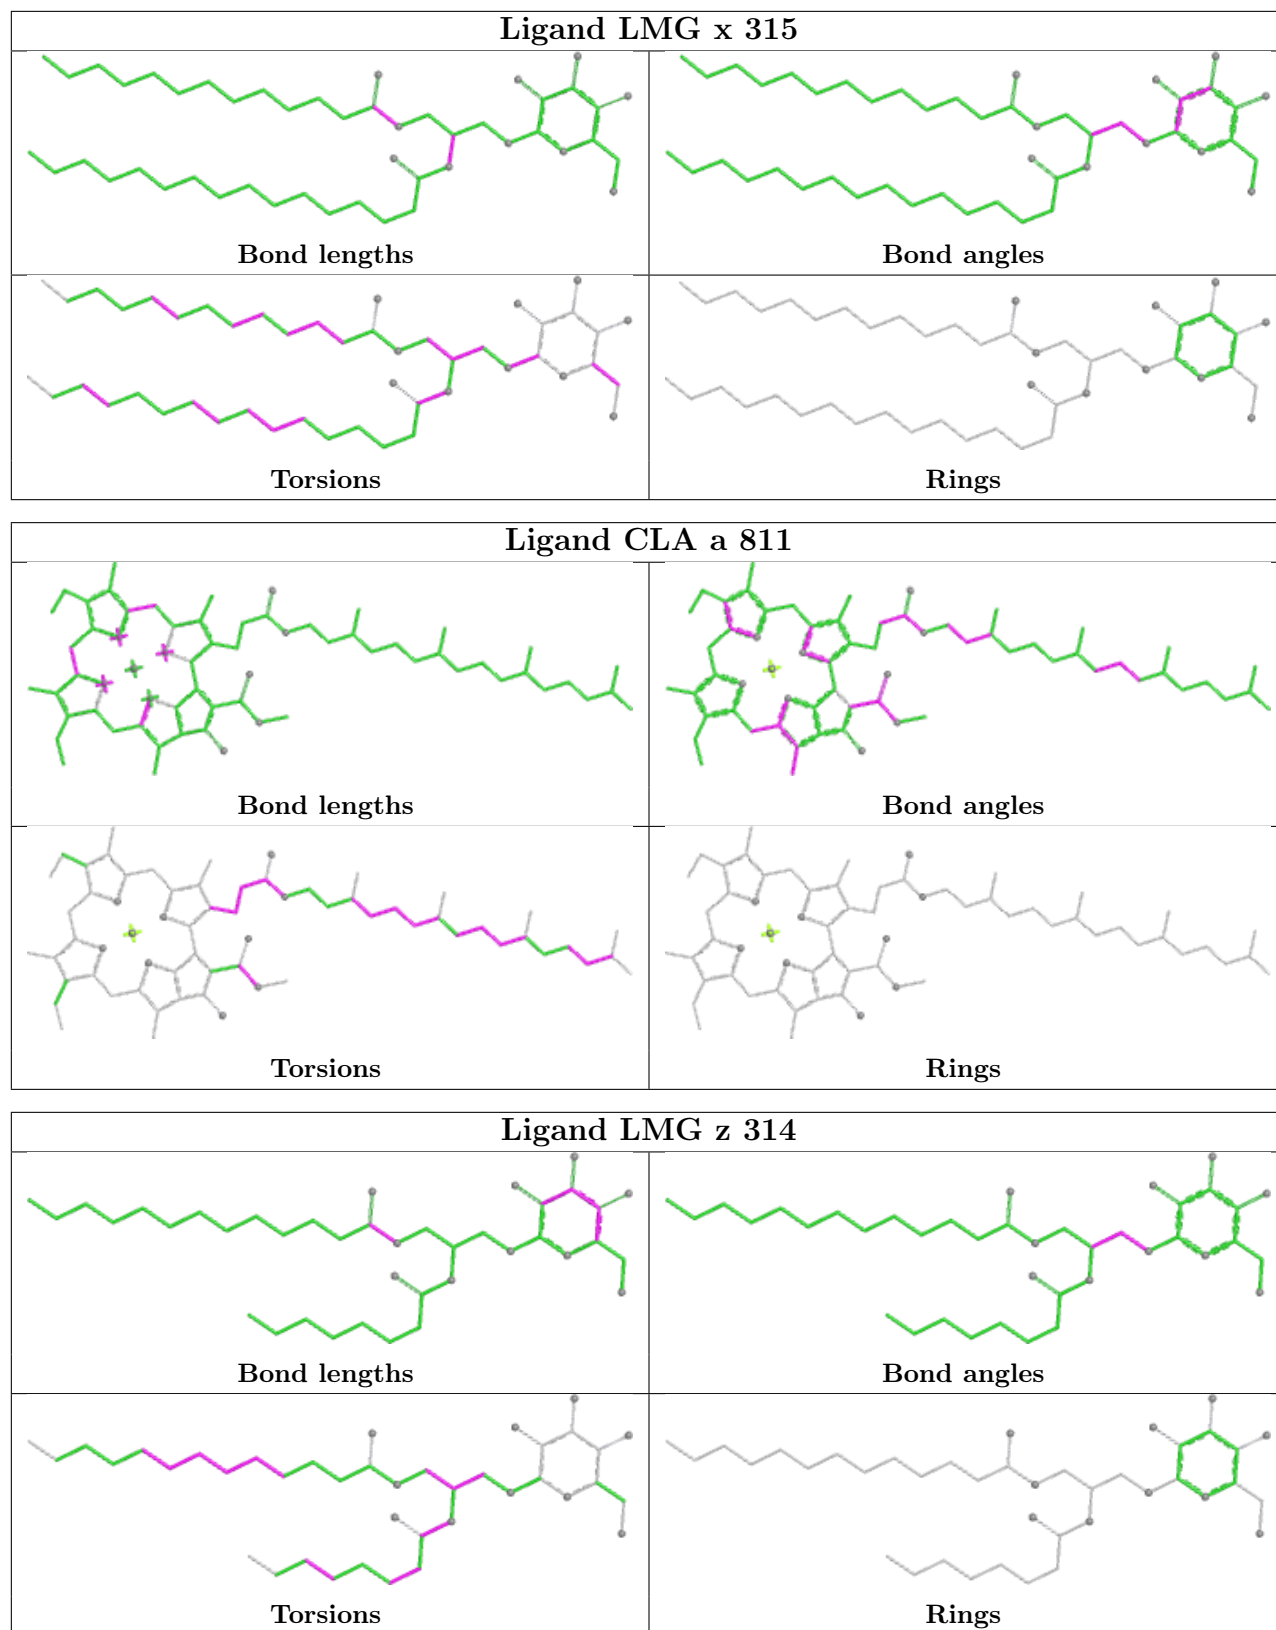 Ligand LMG x 315
Bond lengths
Bond angles
Torsions
Rings
Ligand CLA a 811
Bond lengths
Bond angles
Torsions
Rings
Ligand LMG z 314
Bond lengths
Bond angles
Torsions
Rings